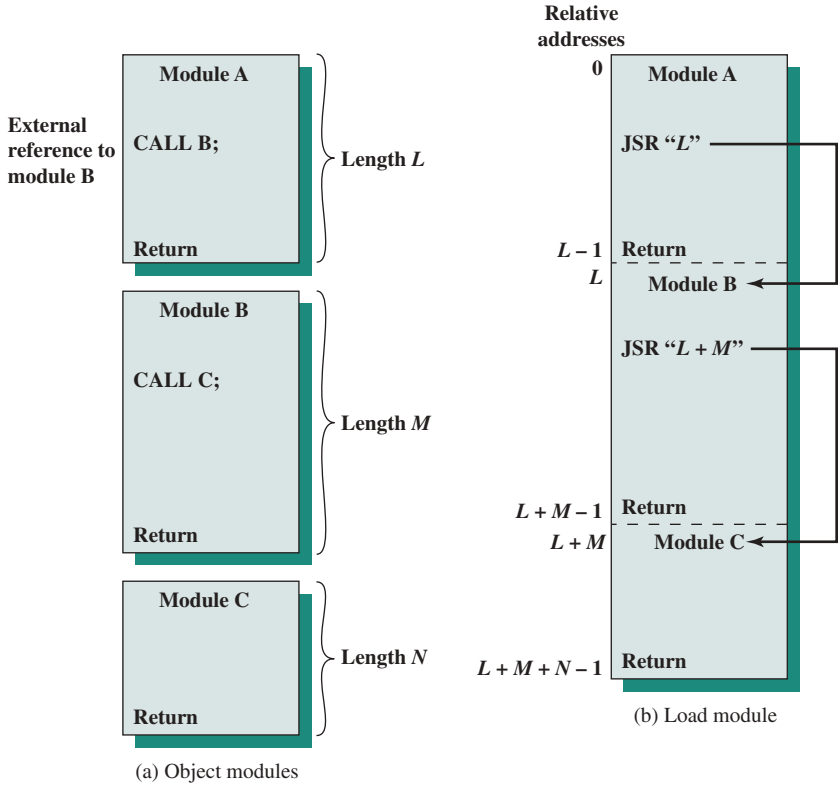 External
reference to
module B
Module A
CALL B;
Return
Length L
Module B
CALL C;
Return
Length M
Module C
Return
Length N
(a) Object modules
Relative
addresses
0
Module A
JSR “L”
L – 1
Return
L
Module B
JSR “L + M”
L + M – 1
Return
L + M
Module C
L + M + N – 1
Return
(b) Load module